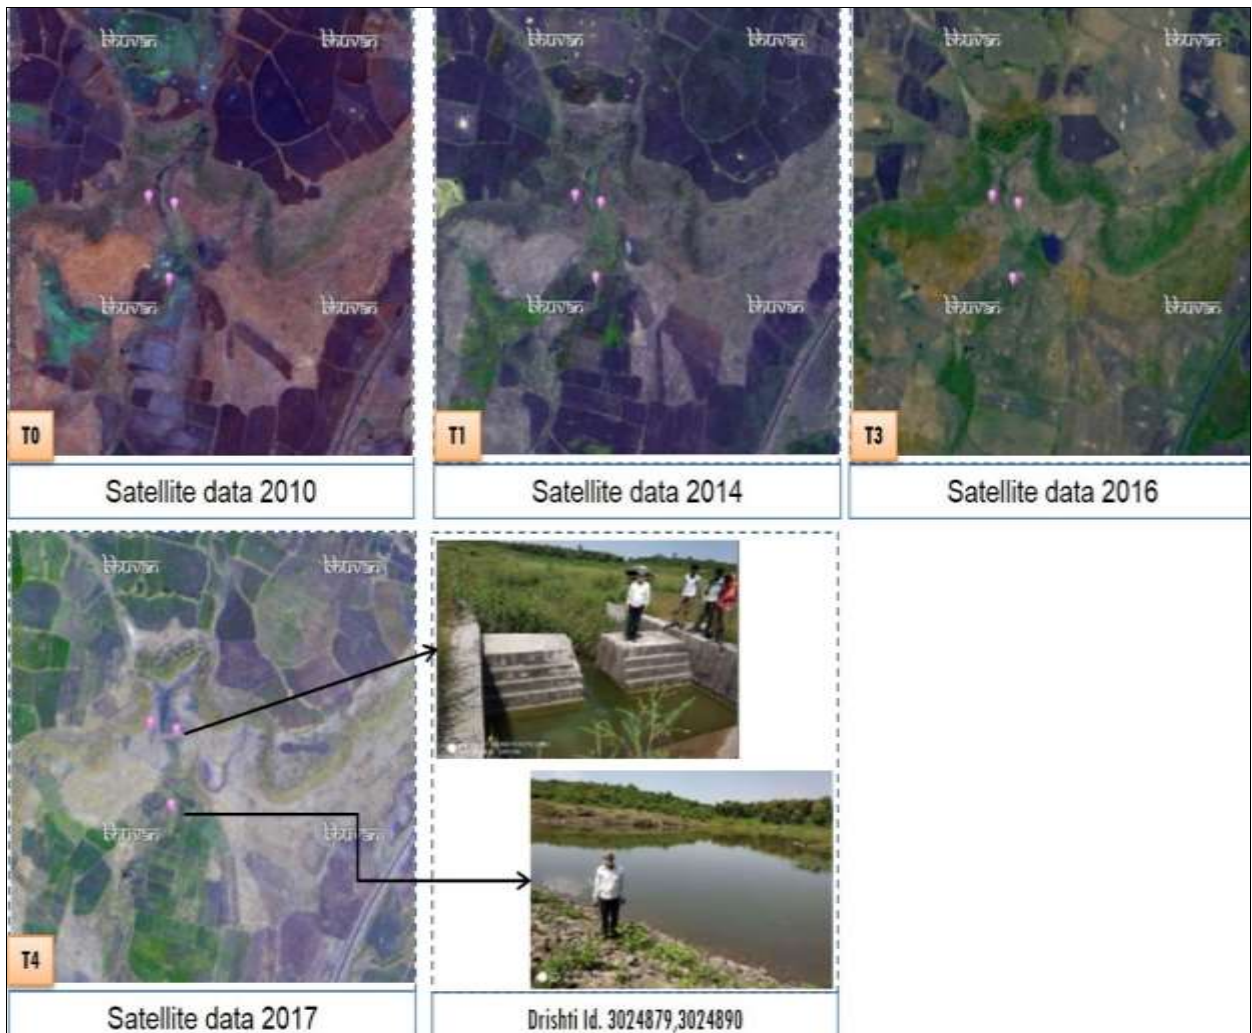 bhuvan bhuvan
bhuvan bhuvan
T0
Satellite data 2010
bhuvan bhuvan
bhuvan bhuvan
T1
Satellite data 2014
bhuvan bhuvan
bhuvan bhuvan
T3
Satellite data 2016
bhuvan bhuvan
bhuvan bhuvan
T4
Satellite data 2017
Drishti Id. 3024879,3024890